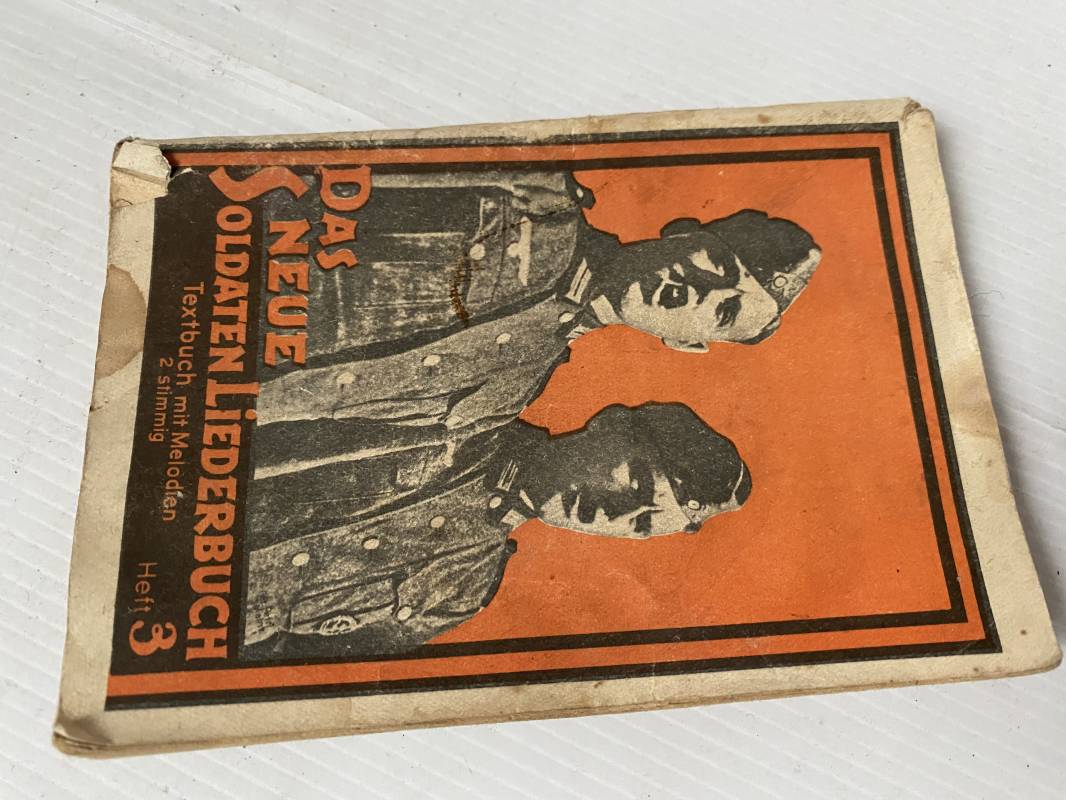 DAS
NEUE
SOLDATEN LIEDERBUCH
Textbuch mit Melodien
2 stimmig
Heft 3